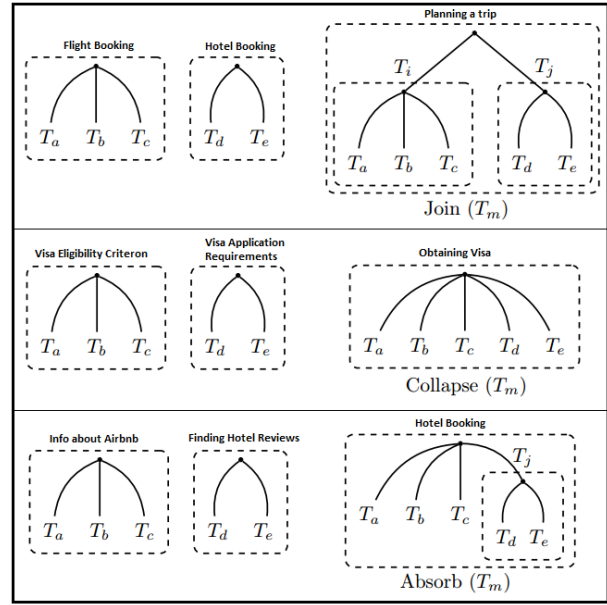 Planning a trip
Flight Booking
Hotel Booking
T_i T_j
T_a T_b T_c
T_d T_e
T_a T_b T_c
T_d T_e
Join (T_m)
Visa Eligibility Criteron
Visa Application
Requirements
Obtaining Visa
T_a T_b T_c
T_d T_e
T_a T_b T_c T_d T_e
Collapse (T_m)
Hotel Booking
Info about Airbnb
Finding Hotel Reviews
T_j
T_a T_b T_c
T_d T_e
T_a T_b T_c
T_d T_e
Absorb (T_m)